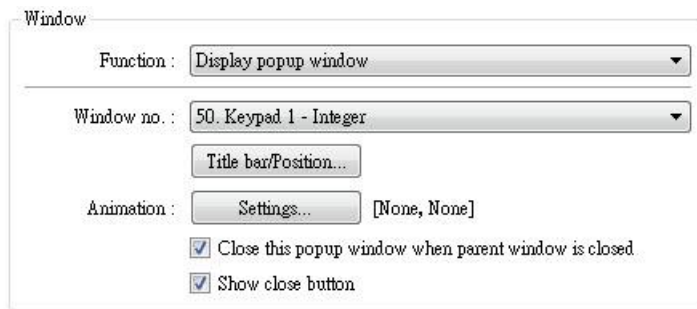 Window
Function : Display popup window
Window no. : 50. Keypad 1 - Integer
Title bar/Position...
Animation : Settings... [None, None]
Close this popup window when parent window is closed
Show close button